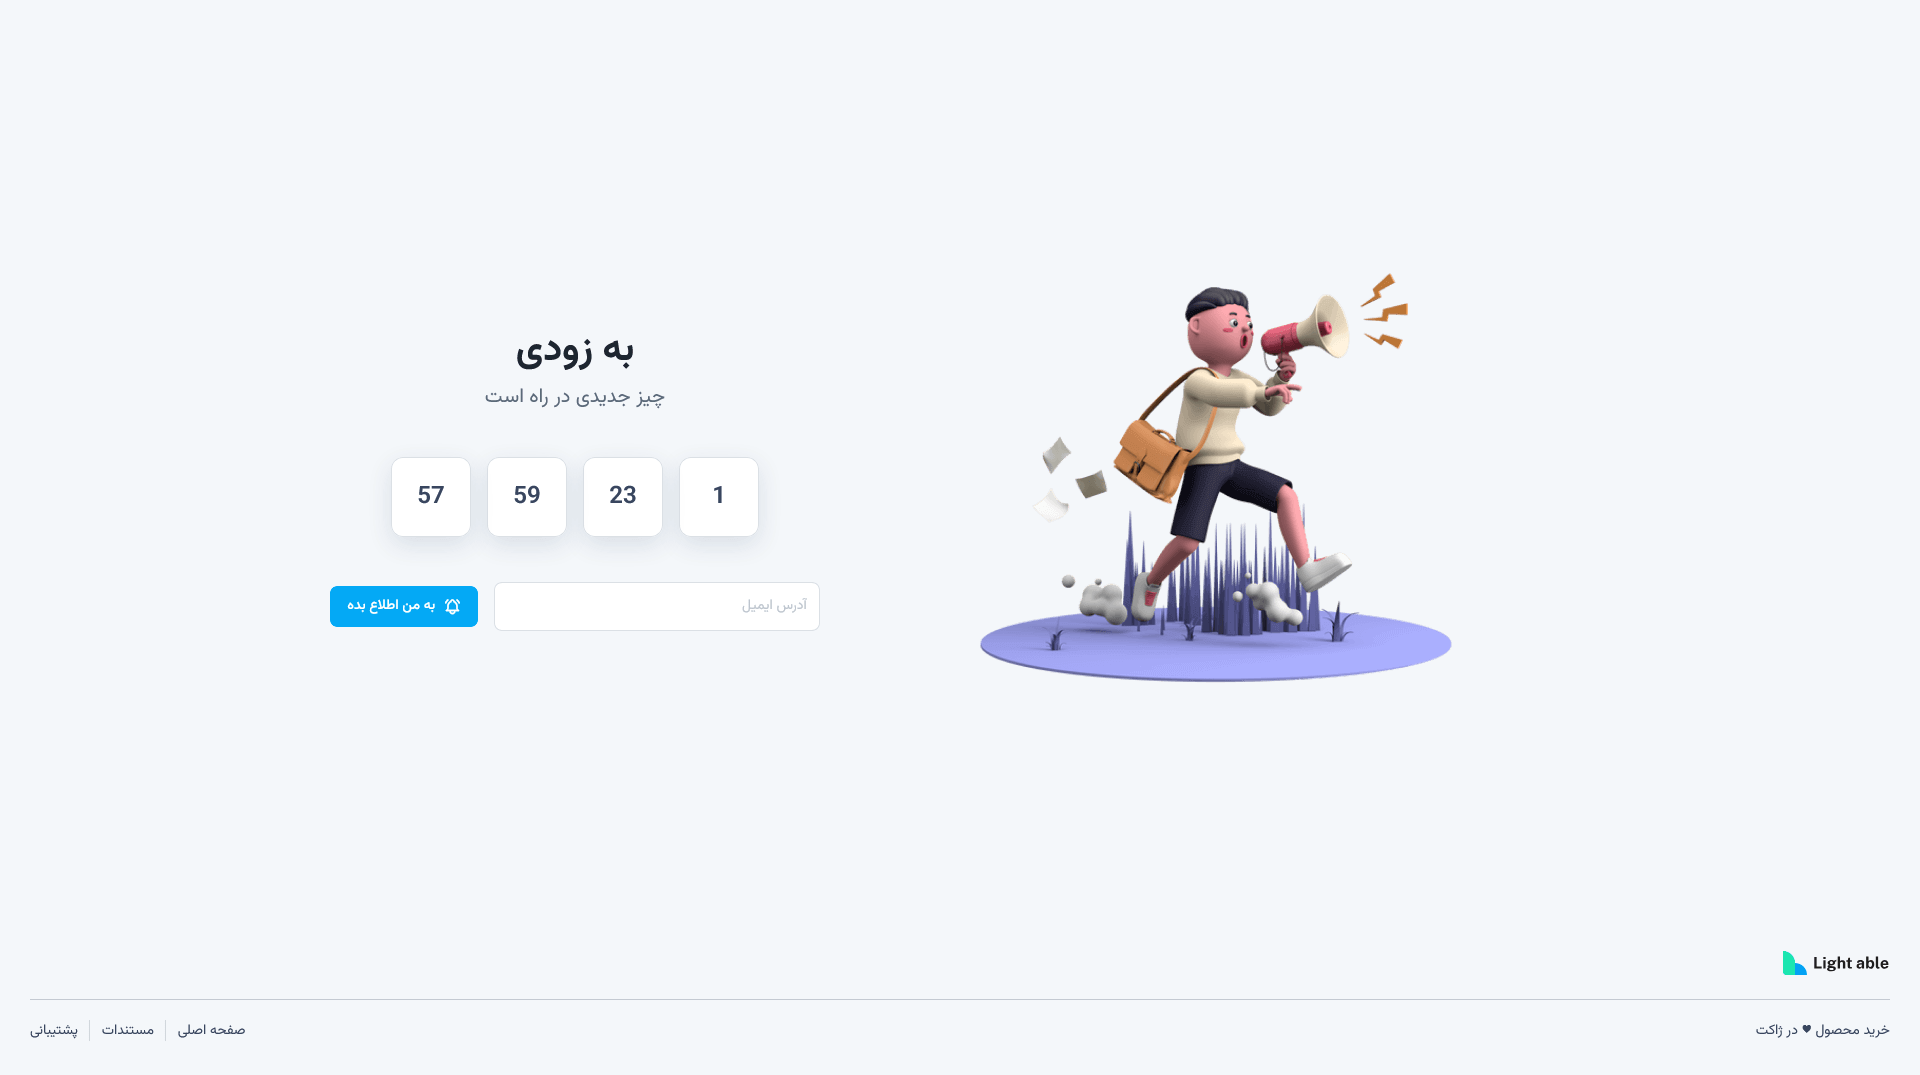 به زودی
چیز جدیدی در راه است
1
23
59
57
آدرس ایمیل
به من اطلاع بده
Light able
خرید محصول ♥ در ژاکت
صفحه اصلی
مستندات
پشتیبانی